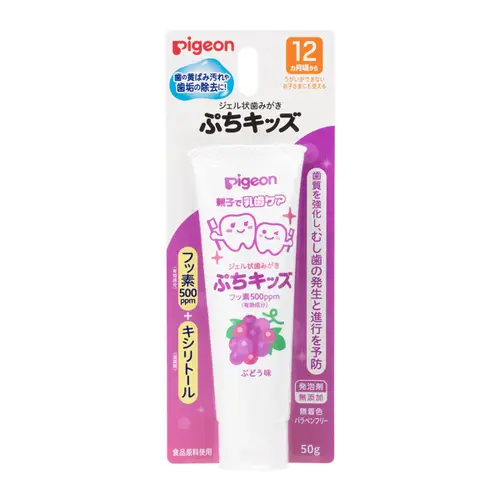 Pigeon
12
ヵ月頃から
うがいができない
お子さまにも使える
歯の黄ばみ汚れや
歯垢の除去に!
ジェル状歯みがき
ぷちキッズ
Pigeon
親子で乳歯ケア
ジェル状歯みがき
ぷちキッズ
フッ素500ppm
(有効成分)
ぶどう味
フッ素
(有効成分)
500ppm
+
キシリトール
(湿潤剤)
歯質を強化し、むし歯の発生と進行を予防
発泡剤
無添加
無着色
パラベンフリー
食品原料使用
50g